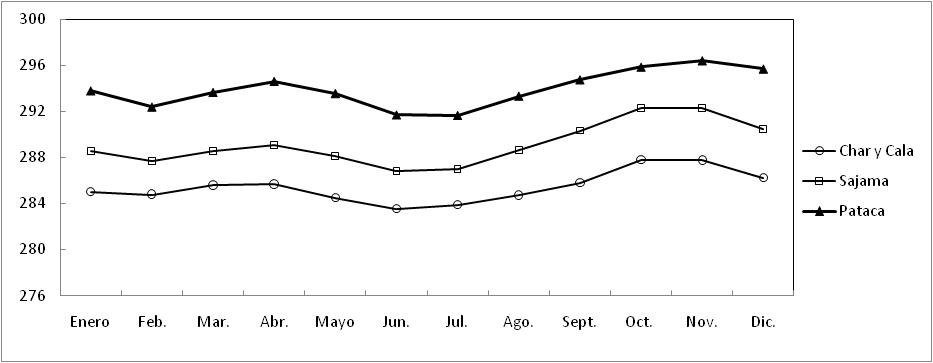 300
296
292
288
284
280
276
Enero Feb. Mar. Abr. Mayo Jun. Jul. Ago. Sept. Oct. Nov. Dic.
Char y Cala
Sajama
Pataca